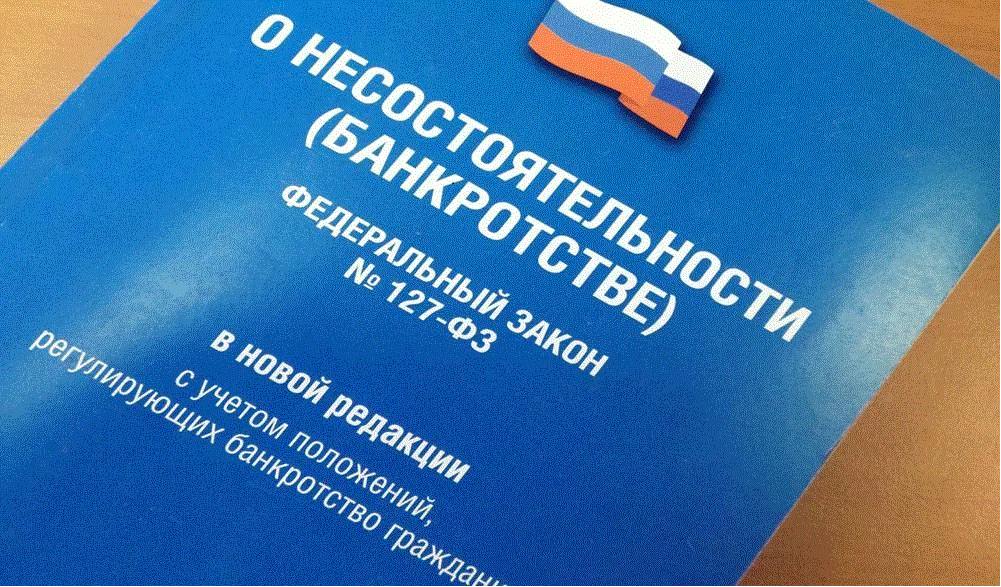 О НЕСОСТОЯТЕЛЬНОСТИ
(БАНКРОТСТВЕ)
ФЕДЕРАЛЬНЫЙ ЗАКОН
№ 127-ФЗ
в новой редакции
с учетом положений,
регулирующих банкротство